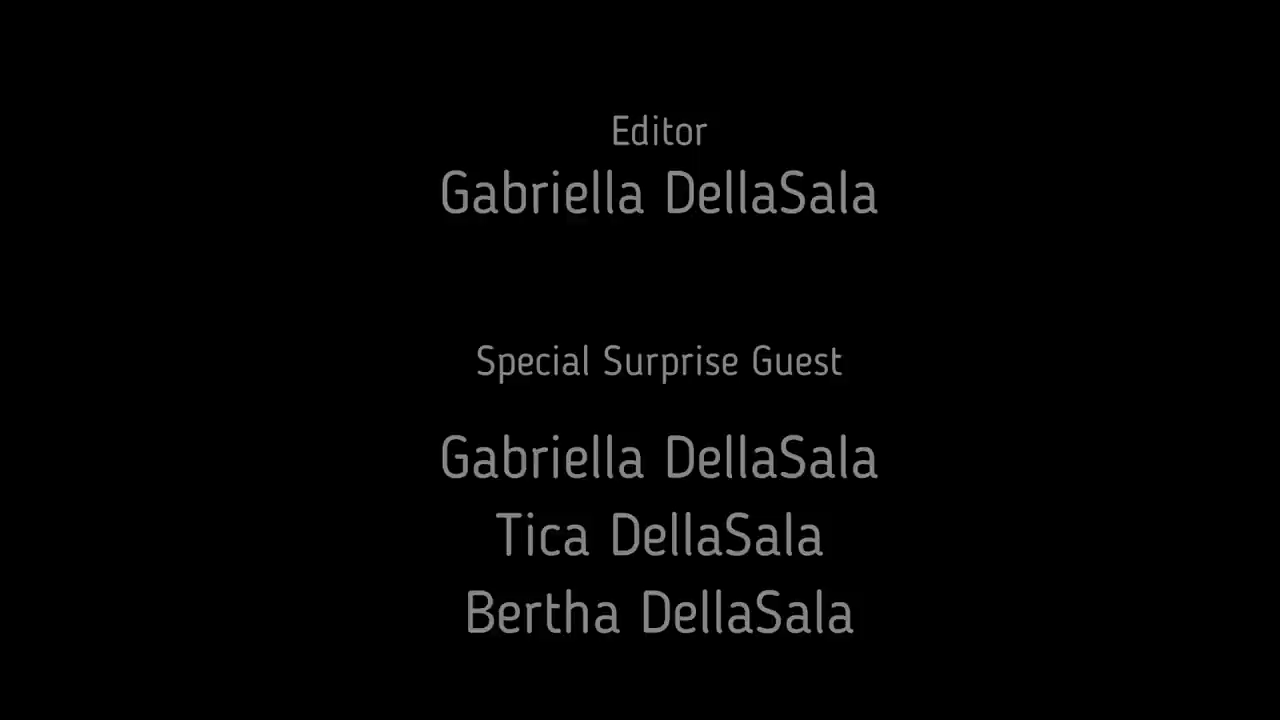 Editor
Gabriella DellaSala
Special Surprise Guest
Gabriella DellaSala
Tica DellaSala
Bertha DellaSala